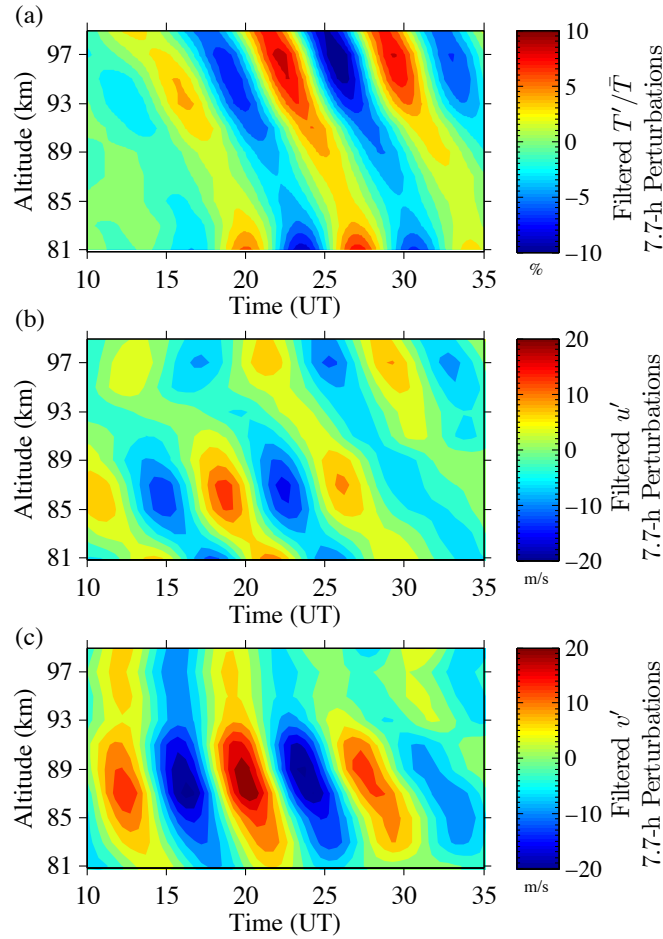 (a)
97
93
89
85
81
Altitude (km)
10 15 20 25 30 35
Time (UT)
10
5
0
−5
−10
%
Filtered T′/T̄
7.7-h Perturbations
(b)
97
93
89
85
81
Altitude (km)
10 15 20 25 30 35
Time (UT)
20
10
0
−10
−20
m/s
Filtered u′
7.7-h Perturbations
(c)
97
93
89
85
81
Altitude (km)
10 15 20 25 30 35
Time (UT)
20
10
0
−10
−20
m/s
Filtered v′
7.7-h Perturbations